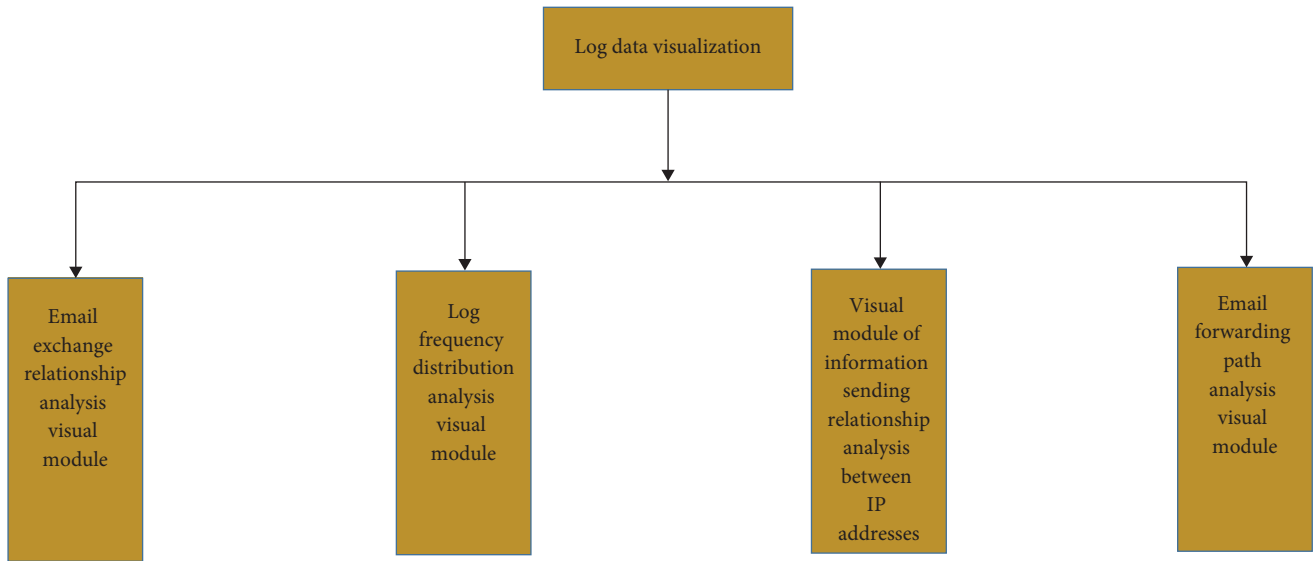 Log data visualization
Email
exchange
relationship
analysis
visual
module
Log
frequency
distribution
analysis
visual
module
Visual
module of
information
sending
relationship
analysis
between
IP
addresses
Email
forwarding
path
analysis
visual
module